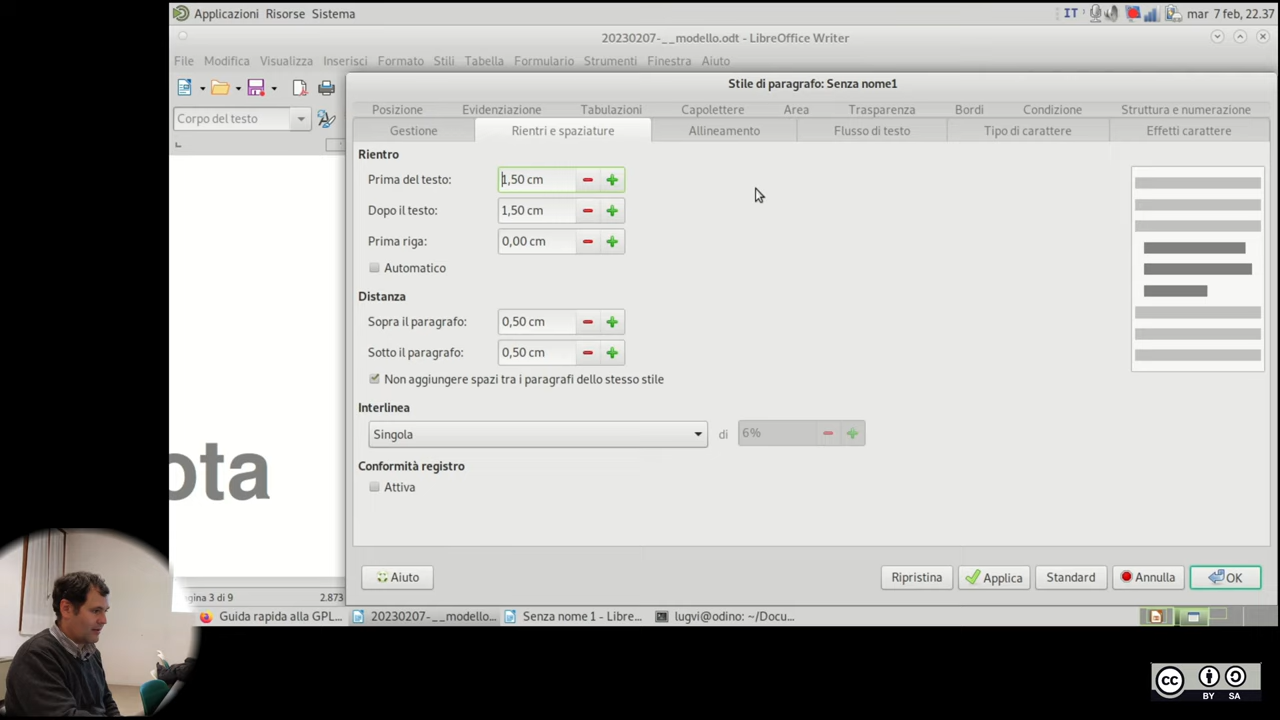 Applicazioni Risorse Sistema
IT
mar 7 feb, 22.37
20230207-__modello.odt - LibreOffice Writer
File Modifica Visualizza Inserisci Formato Stili Tabella Formulario Strumenti Finestra Aiuto
Stile di paragrafo: Senza nome1
Posizione Evidenziazione Tabulazioni Capolettere Area Trasparenza Bordi Condizione Struttura e numerazione
Corpo del testo
Gestione Rientri e spaziature Allineamento Flusso di testo Tipo di carattere Effetti carattere
Rientro
Prima del testo: 1,50 cm
Dopo il testo: 1,50 cm
Prima riga: 0,00 cm
Automatico
Distanza
Sopra il paragrafo: 0,50 cm
Sotto il paragrafo: 0,50 cm
Non aggiungere spazi tra i paragrafi dello stesso stile
Interlinea
Singola di 6%
Conformità registro
Attiva
ota
Aiuto Ripristina Applica Standard Annulla OK
agina 3 di 9 2.873
Guida rapida alla GPL... 20230207-__modello... Senza nome 1 - Libre... lugvi@odino: ~/Docu...
cc
BY SA